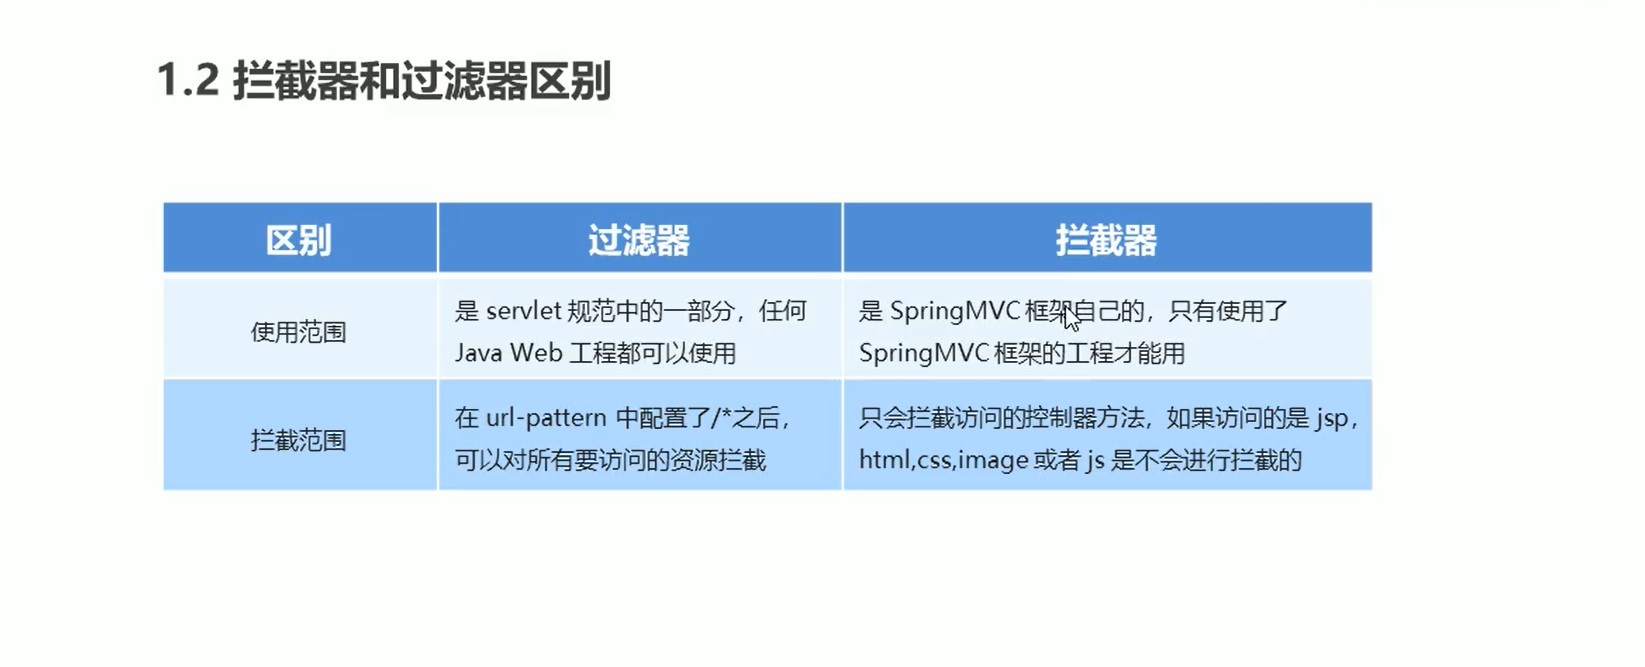 1.2 拦截器和过滤器区别
区别
过滤器
拦截器
使用范围
是 servlet 规范中的一部分，任何
Java Web 工程都可以使用
是 SpringMVC 框架自己的，只有使用了
SpringMVC 框架的工程才能用
拦截范围
在 url-pattern 中配置了/*之后，
可以对所有要访问的资源拦截
只会拦截访问的控制器方法，如果访问的是 jsp，
html,css,image 或者 js 是不会进行拦截的